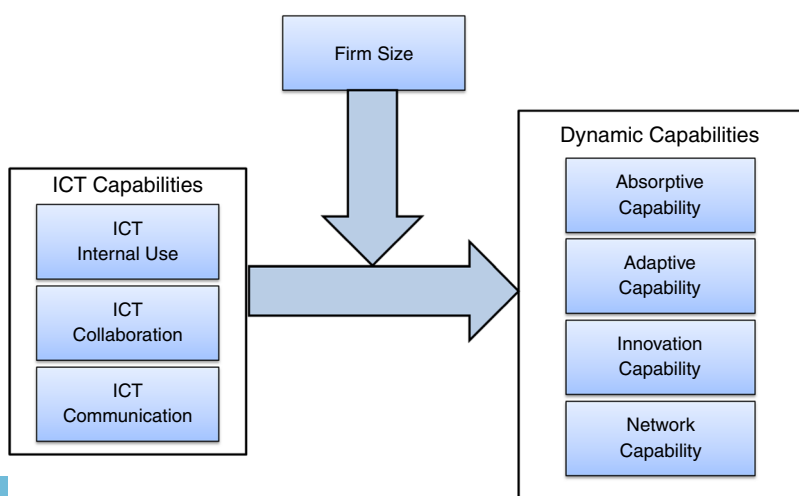 Firm Size
Dynamic Capabilities
Absorptive
Capability
Adaptive
Capability
Innovation
Capability
Network
Capability
ICT Capabilities
ICT
Internal Use
ICT
Collaboration
ICT
Communication